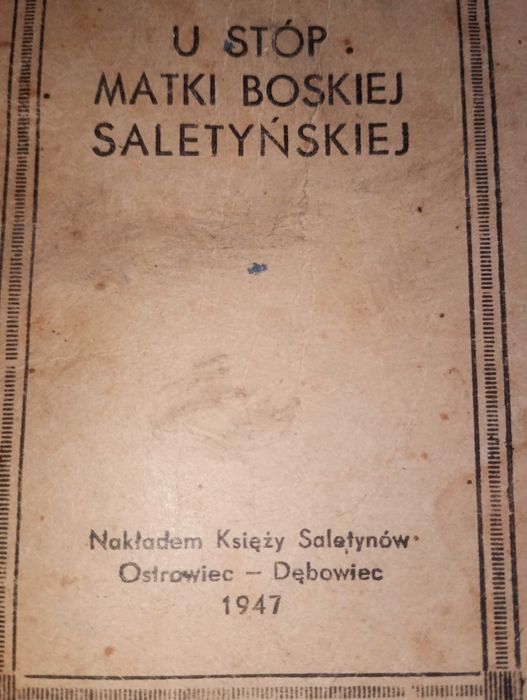 U STÓP
MATKI BOSKIEJ
SALETYŃSKIEJ
Nakładem Księży Saletynów
Ostrowiec – Dębowiec
1947